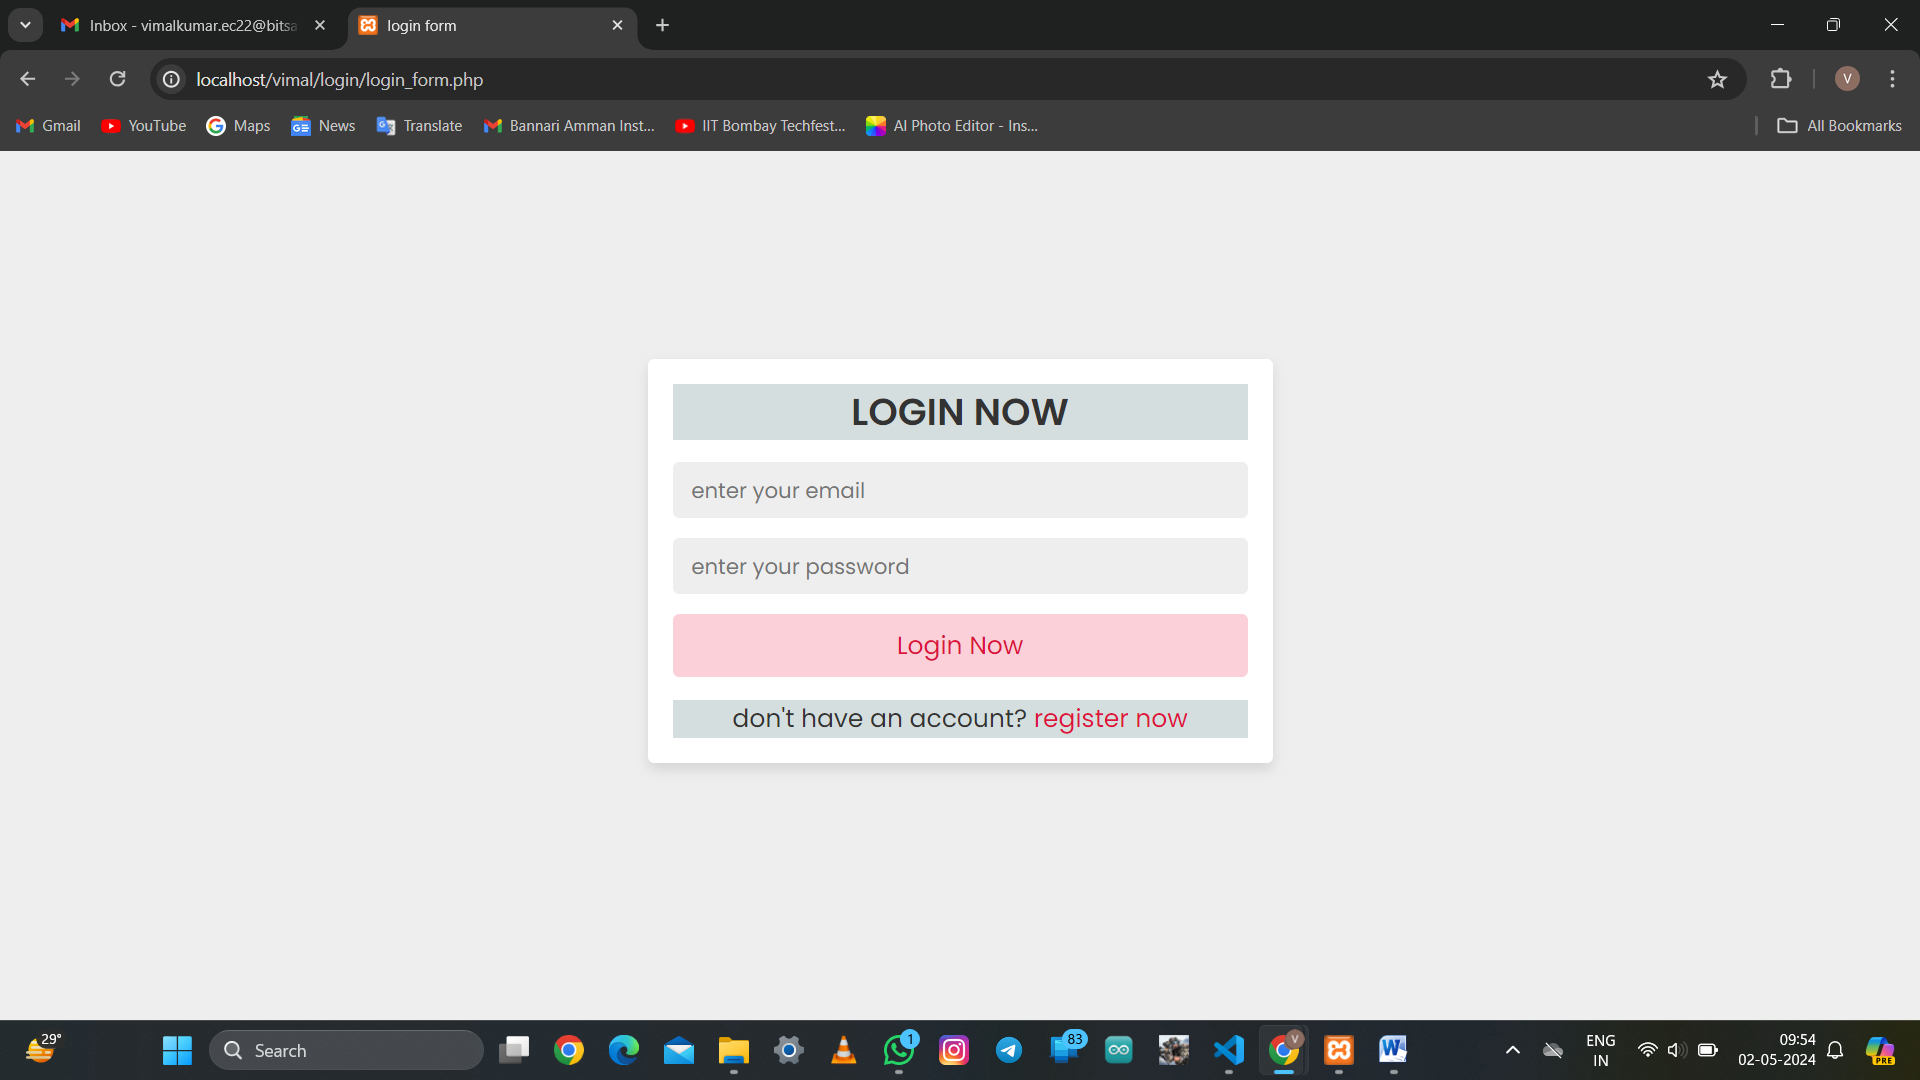 Inbox - vimalkumar.ec22@bitsa
login form
localhost/vimal/login/login_form.php
V
Gmail
YouTube
Maps
News
Translate
Bannari Amman Inst...
IIT Bombay Techfest...
AI Photo Editor - Ins...
All Bookmarks
LOGIN NOW
enter your email
enter your password
Login Now
don't have an account? register now
29°
Search
1
83
V
ENG
IN
09:54
02-05-2024
PRE